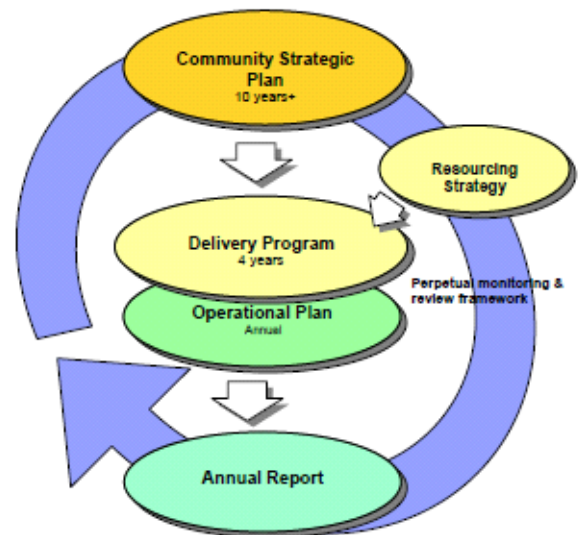 Community Strategic
Plan
10 years+
Resourcing
Strategy
Delivery Program
4 years
Perpetual monitoring &
review framework
Operational Plan
Annual
Annual Report